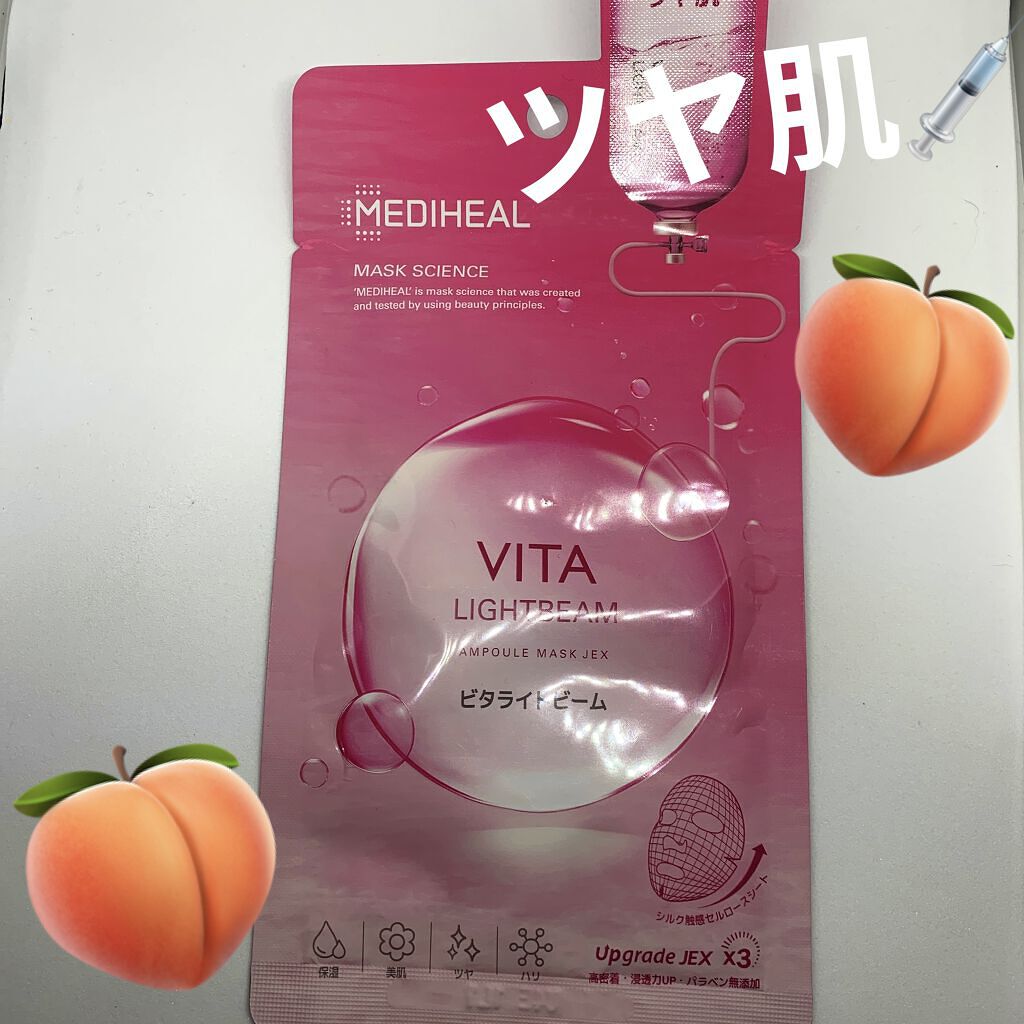 ツヤ肌
ツヤ肌
MEDIHEAL
MASK SCIENCE
'MEDIHEAL' is mask science that was created
and tested by using beauty principles.
VITA
LIGHTBEAM
AMPOULE MASK JEX
ビタライトビーム
シルク触感セルロースシート
保湿
美肌
ツヤ
ハリ
Upgrade JEX x3
高密着・浸透力UP・パラベン無添加